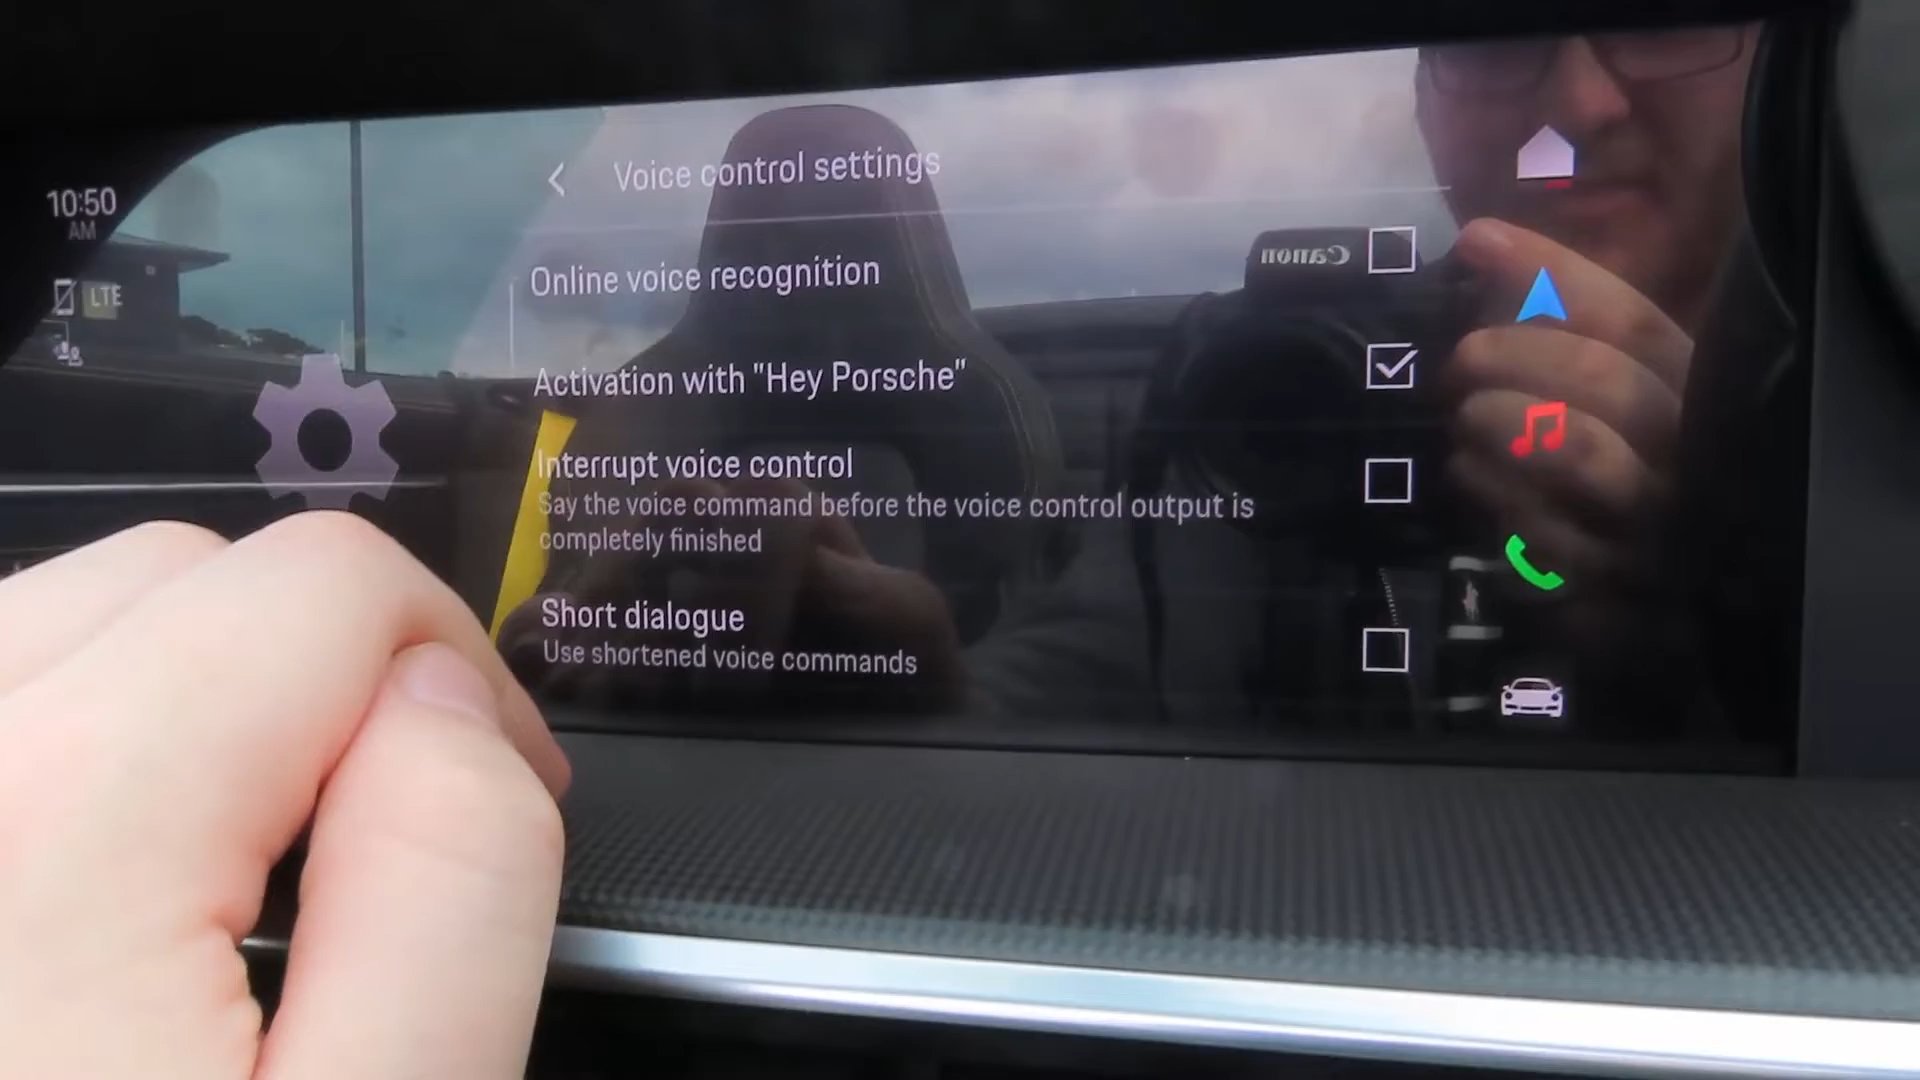 Voice control settings
10:50
AM
LTE
Canon
Online voice recognition
Activation with "Hey Porsche"
Interrupt voice control
Say the voice command before the voice control output is
completely finished
Short dialogue
Use shortened voice commands